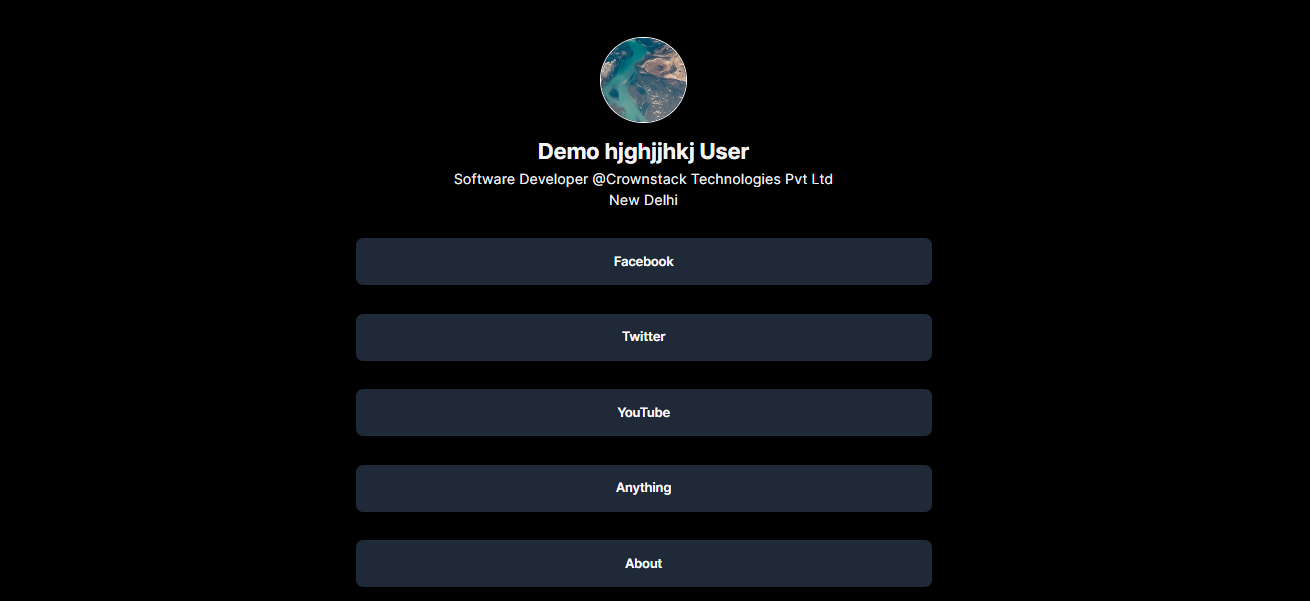 Demo hjghjjhkj User
Software Developer @Crownstack Technologies Pvt Ltd
New Delhi
Facebook
Twitter
YouTube
Anything
About